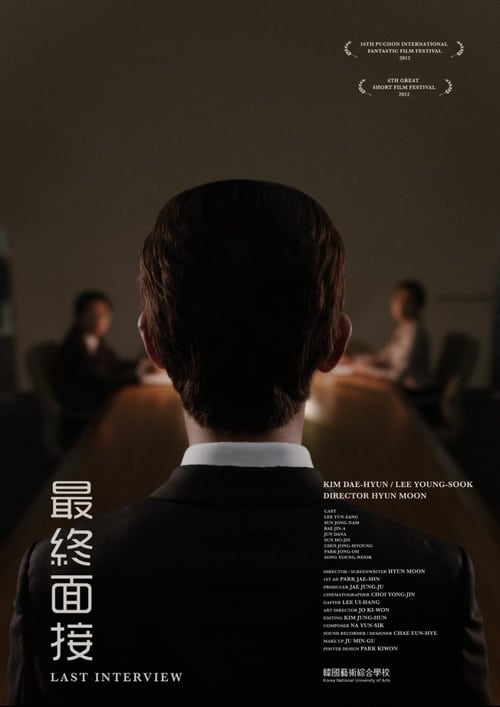 16TH PUCHON INTERNATIONAL
FANTASTIC FILM FESTIVAL
2012
6TH GREAT
SHORT FILM FESTIVAL
2012
KIM DAE-HYUN / LEE YOUNG-SOOK
DIRECTOR HYUN MOON
CAST
LEE YUN-SANG
SUN JONG-NAM
BAE JIN-A
JUN DANA
SUN HO-JIN
CHOI JONG-MYOUNG
PARK JONG-OH
SONG YOUNG-WOOK
DIRECTOR / SCREENWRITER HYUN MOON
1ST AD PARK JAE-MIN
PRODUCER JAE JUNG-JU
CINEMATOGRAPHER CHOI YONG-JIN
GAFFER LEE UI-HANG
ART DIRECTOR JO KI-WON
EDITING KIM JUNG-HUN
COMPOSER NA YUN-SIK
SOUND RECORDER / DESIGNER CHAE EUN-HYE
MAKE UP JU MIN-GU
POSTER DESIGN PARK KIWON
韓國藝術綜合學校
Korea National University of Arts
最終面接
LAST INTERVIEW